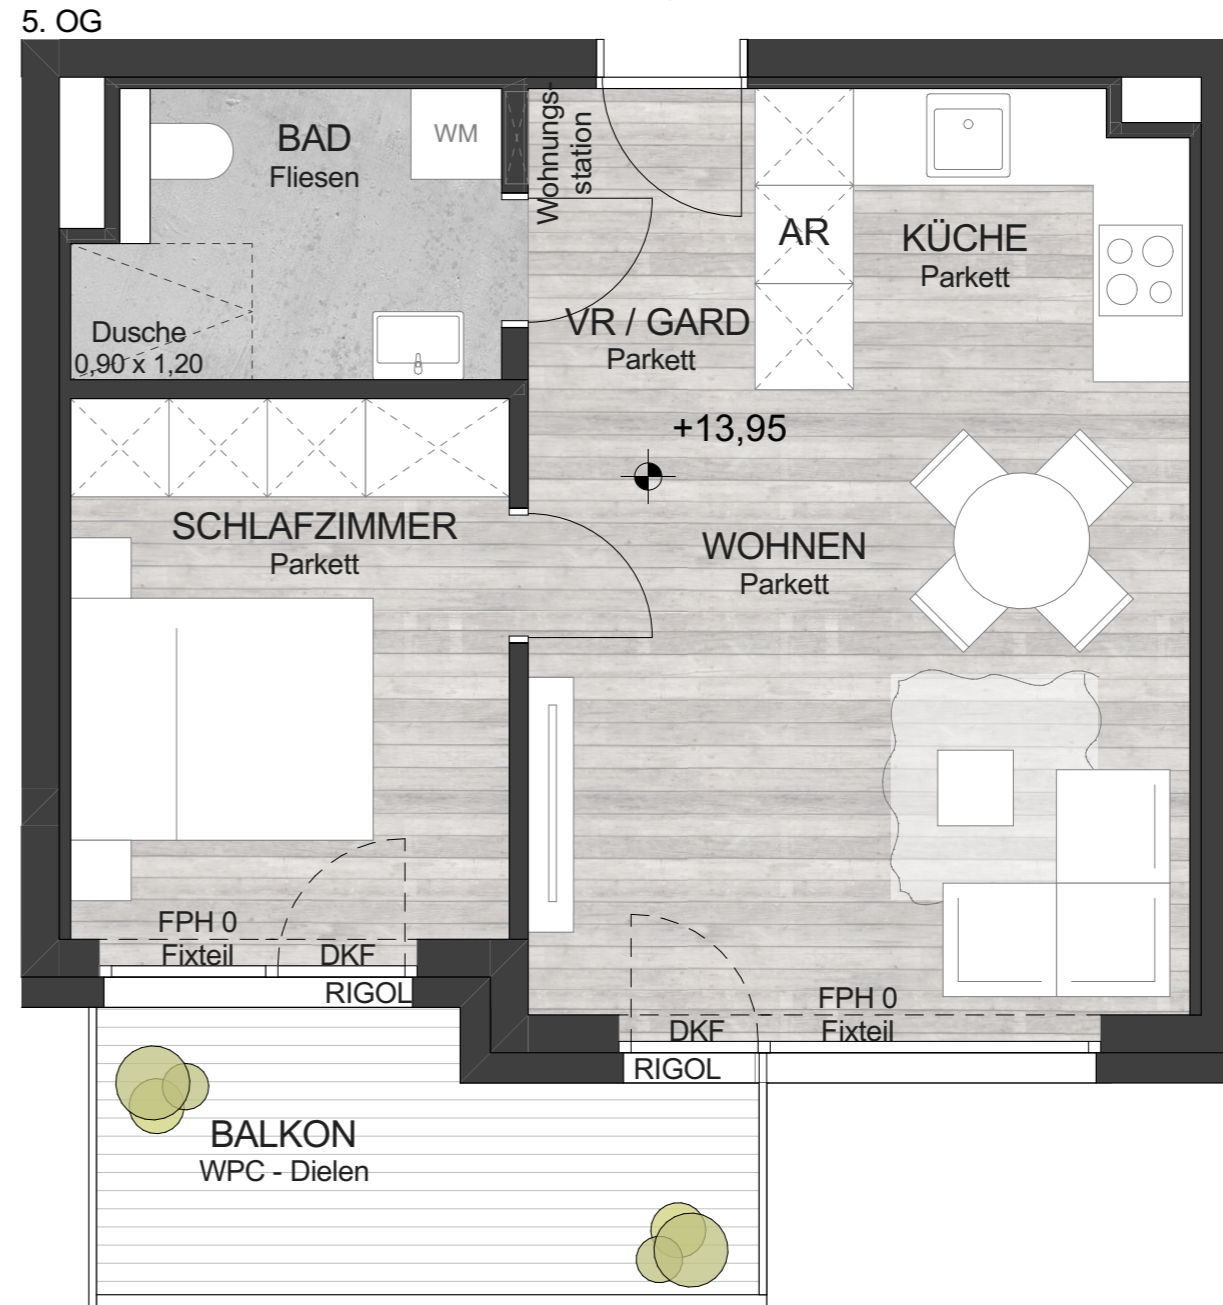 5. OG
BAD
Fliesen
WM
Wohnungs-
station
AR
KÜCHE
Parkett
VR / GARD
Parkett
Dusche
0,90 x 1,20
+13,95
SCHLAFZIMMER
Parkett
WOHNEN
Parkett
FPH 0
Fixteil
DKF
RIGOL
FPH 0
DKF
Fixteil
RIGOL
BALKON
WPC - Dielen